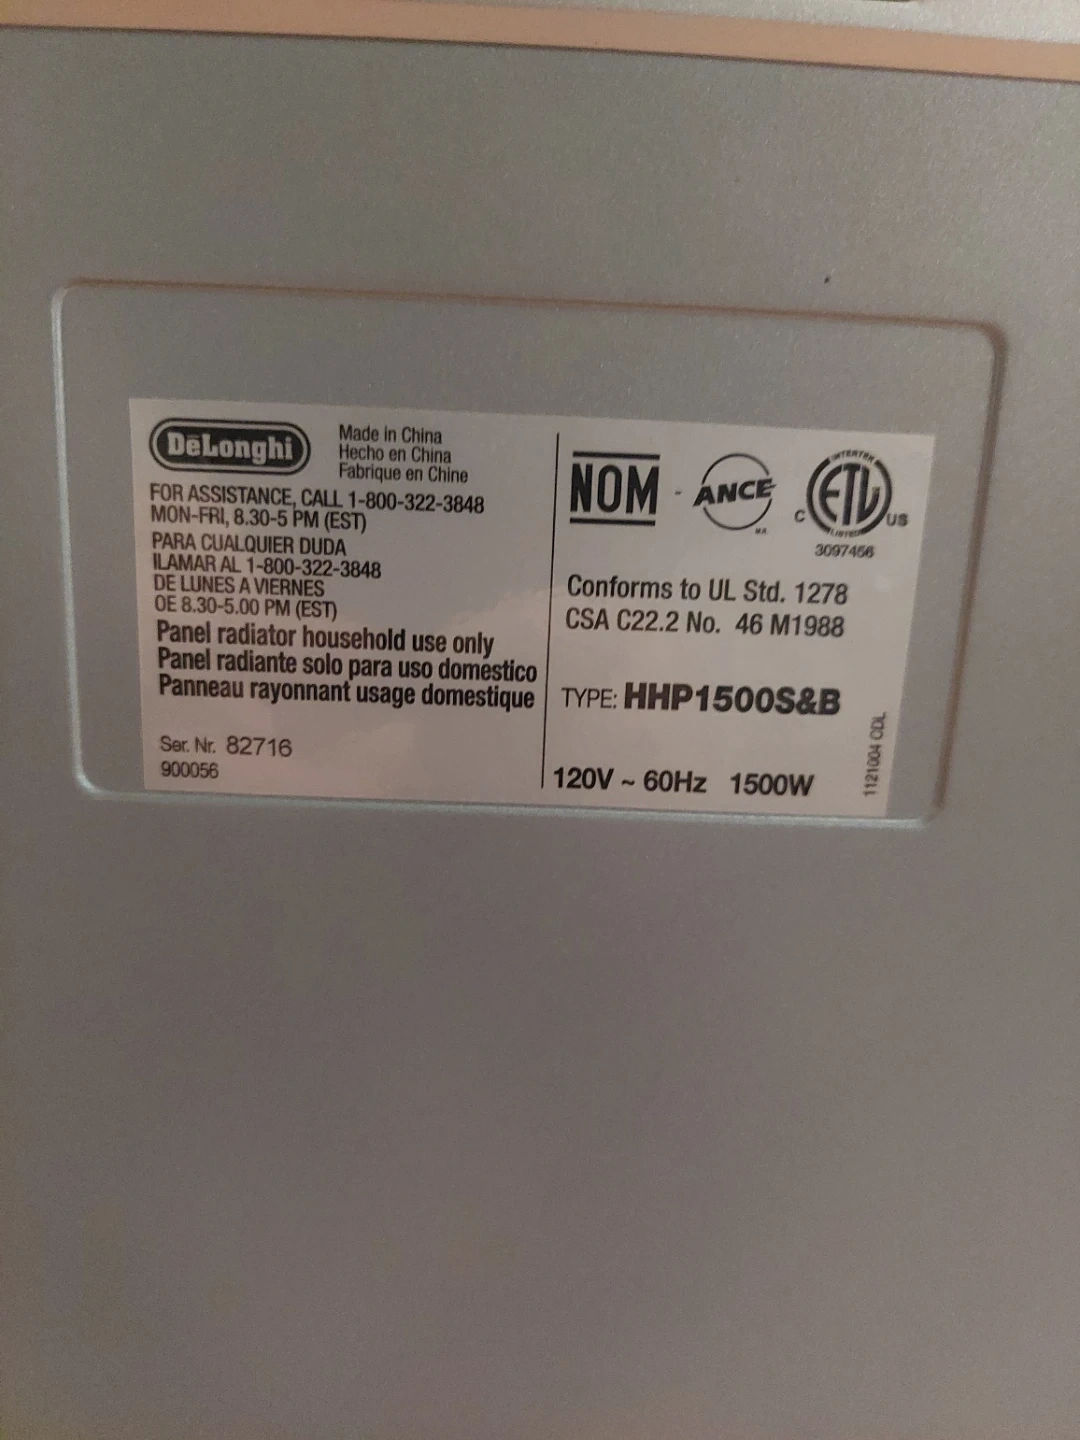 DeLonghi
Made in China
Hecho en China
Fabrique en Chine
FOR ASSISTANCE, CALL 1-800-322-3848
MON-FRI, 8.30-5 PM (EST)
PARA CUALQUIER DUDA
ILAMAR AL 1-800-322-3848
DE LUNES A VIERNES
OE 8.30-5.00 PM (EST)
Panel radiator household use only
Panel radiante solo para uso domestico
Panneau rayonnant usage domestique
Ser. Nr. 82716
900056
NOM - ANCE
MX
INTERTEK
C ETL US
LISTED
3097456
Conforms to UL Std. 1278
CSA C22.2 No. 46 M1988
TYPE: HHP1500S&B
120V ~ 60Hz 1500W
1121004 CDL